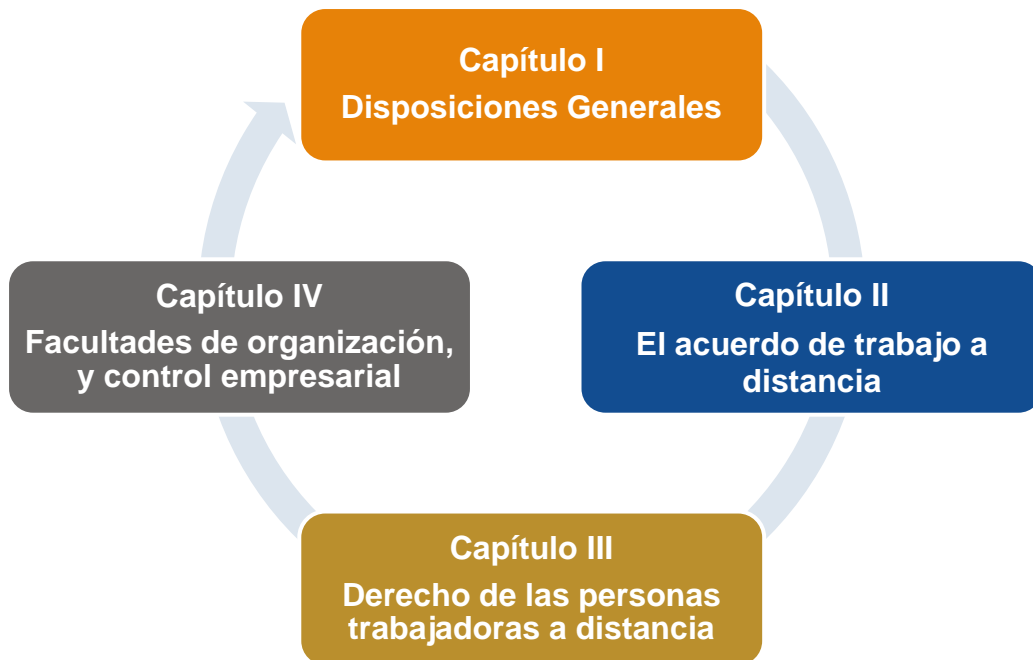 Capítulo I
Disposiciones Generales
Capítulo II
El acuerdo de trabajo a
distancia
Capítulo III
Derecho de las personas
trabajadoras a distancia
Capítulo IV
Facultades de organización,
y control empresarial